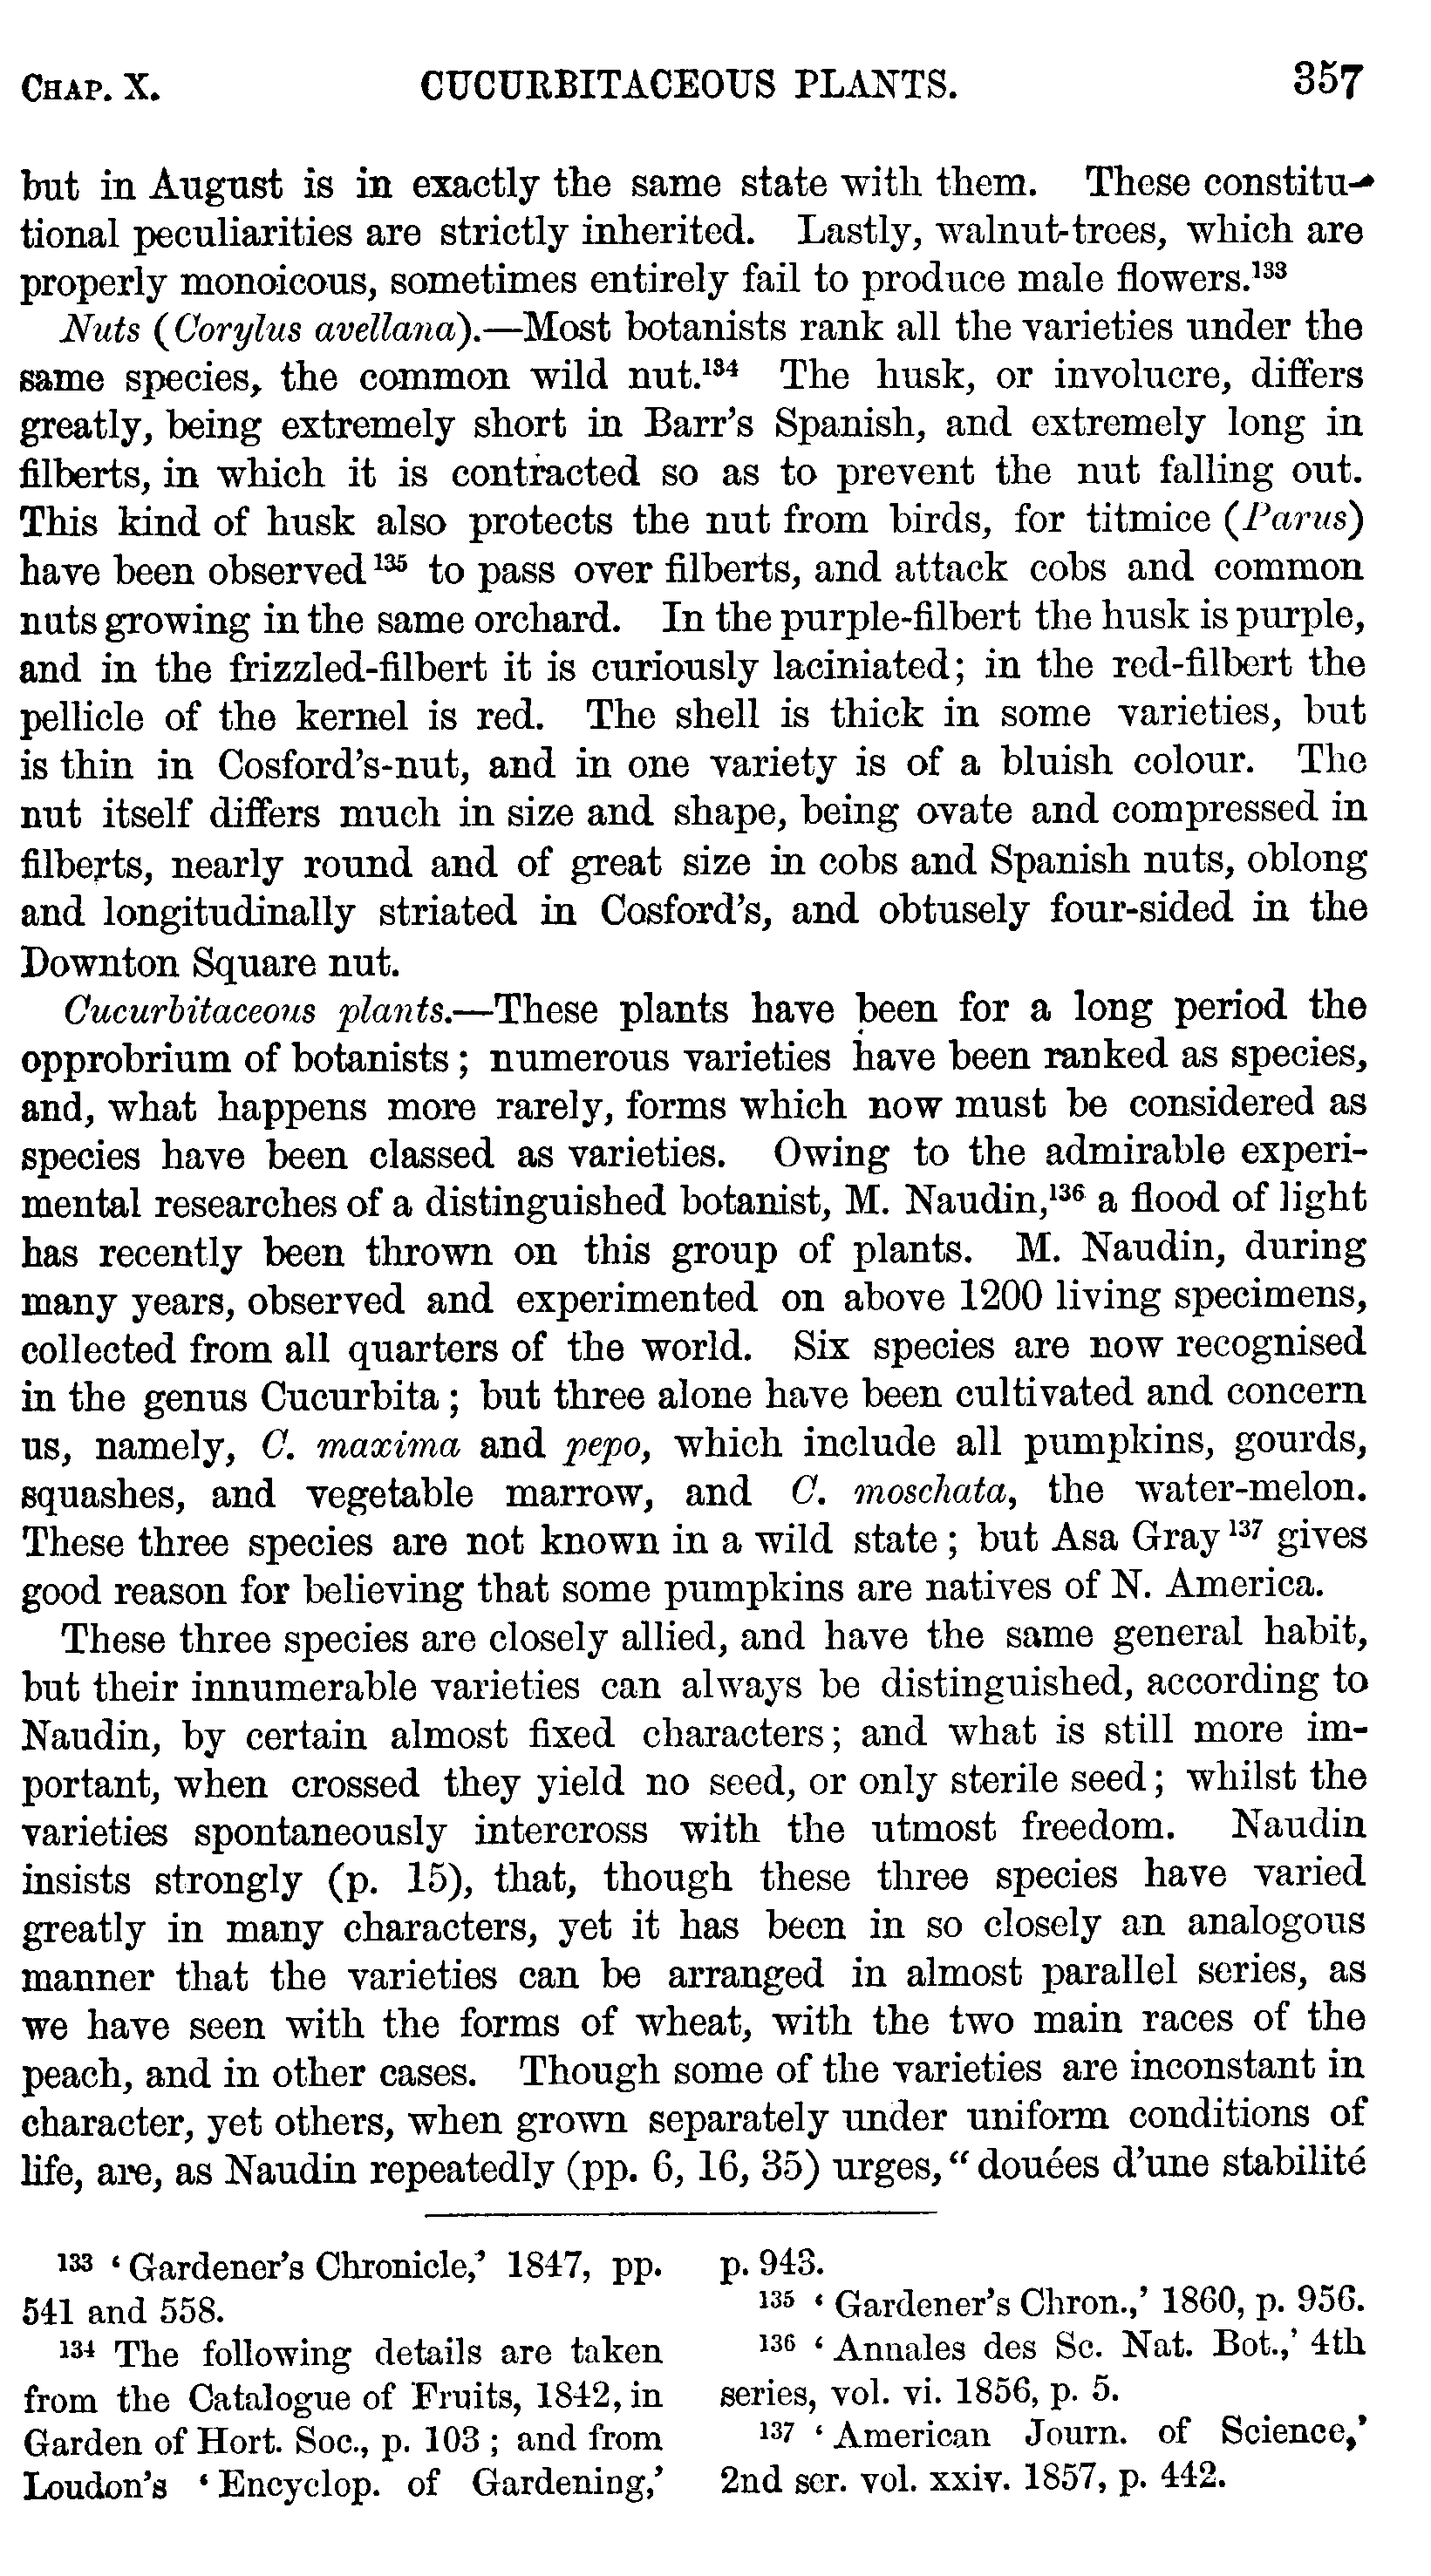 CHAP. X. CUCURBITACEOUS PLANTS. 357
but in August is in exactly the same state with them. These constitu-
tional peculiarities are strictly inherited. Lastly, walnut-trees, which are
properly monoicous, sometimes entirely fail to produce male flowers.¹³³
Nuts (Corylus avellana).—Most botanists rank all the varieties under the
same species, the common wild nut.¹³⁴ The husk, or involucre, differs
greatly, being extremely short in Barr's Spanish, and extremely long in
filberts, in which it is contracted so as to prevent the nut falling out.
This kind of husk also protects the nut from birds, for titmice (Parus)
have been observed¹³⁵ to pass over filberts, and attack cobs and common
nuts growing in the same orchard. In the purple-filbert the husk is purple,
and in the frizzled-filbert it is curiously laciniated; in the red-filbert the
pellicle of the kernel is red. The shell is thick in some varieties, but
is thin in Cosford's-nut, and in one variety is of a bluish colour. The
nut itself differs much in size and shape, being ovate and compressed in
filberts, nearly round and of great size in cobs and Spanish nuts, oblong
and longitudinally striated in Cosford's, and obtusely four-sided in the
Downton Square nut.
Cucurbitaceous plants.—These plants have been for a long period the
opprobrium of botanists; numerous varieties have been ranked as species,
and, what happens more rarely, forms which now must be considered as
species have been classed as varieties. Owing to the admirable experi-
mental researches of a distinguished botanist, M. Naudin,¹³⁶ a flood of light
has recently been thrown on this group of plants. M. Naudin, during
many years, observed and experimented on above 1200 living specimens,
collected from all quarters of the world. Six species are now recognised
in the genus Cucurbita; but three alone have been cultivated and concern
us, namely, C. maxima and pepo, which include all pumpkins, gourds,
squashes, and vegetable marrow, and C. moschata, the water-melon.
These three species are not known in a wild state; but Asa Gray¹³⁷ gives
good reason for believing that some pumpkins are natives of N. America.
These three species are closely allied, and have the same general habit,
but their innumerable varieties can always be distinguished, according to
Naudin, by certain almost fixed characters; and what is still more im-
portant, when crossed they yield no seed, or only sterile seed; whilst the
varieties spontaneously intercross with the utmost freedom. Naudin
insists strongly (p. 15), that, though these three species have varied
greatly in many characters, yet it has been in so closely an analogous
manner that the varieties can be arranged in almost parallel series, as
we have seen with the forms of wheat, with the two main races of the
peach, and in other cases. Though some of the varieties are inconstant in
character, yet others, when grown separately under uniform conditions of
life, are, as Naudin repeatedly (pp. 6, 16, 35) urges, "douées d'une stabilité
¹³³ 'Gardener's Chronicle,' 1847, pp.
541 and 558.
¹³⁴ The following details are taken
from the Catalogue of Fruits, 1842, in
Garden of Hort. Soc., p. 103; and from
Loudon's 'Encyclop. of Gardening,'
p. 943.
¹³⁵ 'Gardener's Chron.,' 1860, p. 956.
¹³⁶ 'Annales des Sc. Nat. Bot.,' 4th
series, vol. vi. 1856, p. 5.
¹³⁷ 'American Journ. of Science,'
2nd ser. vol. xxiv. 1857, p. 442.